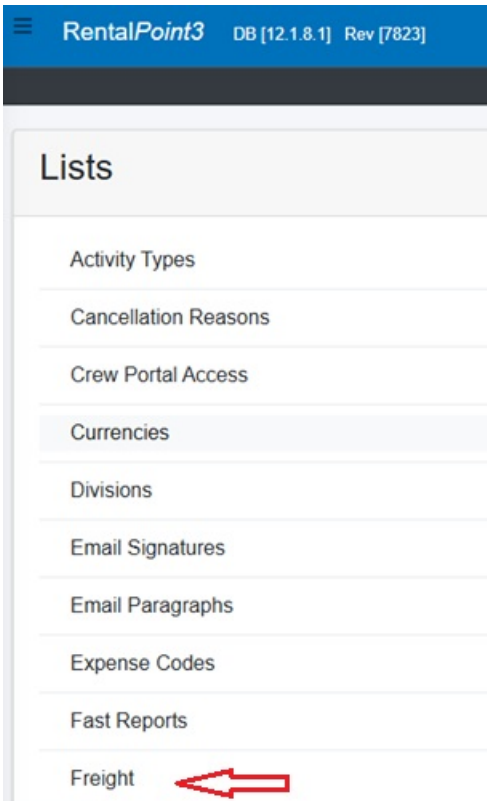 RentalPoint3 DB [12.1.8.1] Rev [7823]
Lists
Activity Types
Cancellation Reasons
Crew Portal Access
Currencies
Divisions
Email Signatures
Email Paragraphs
Expense Codes
Fast Reports
Freight